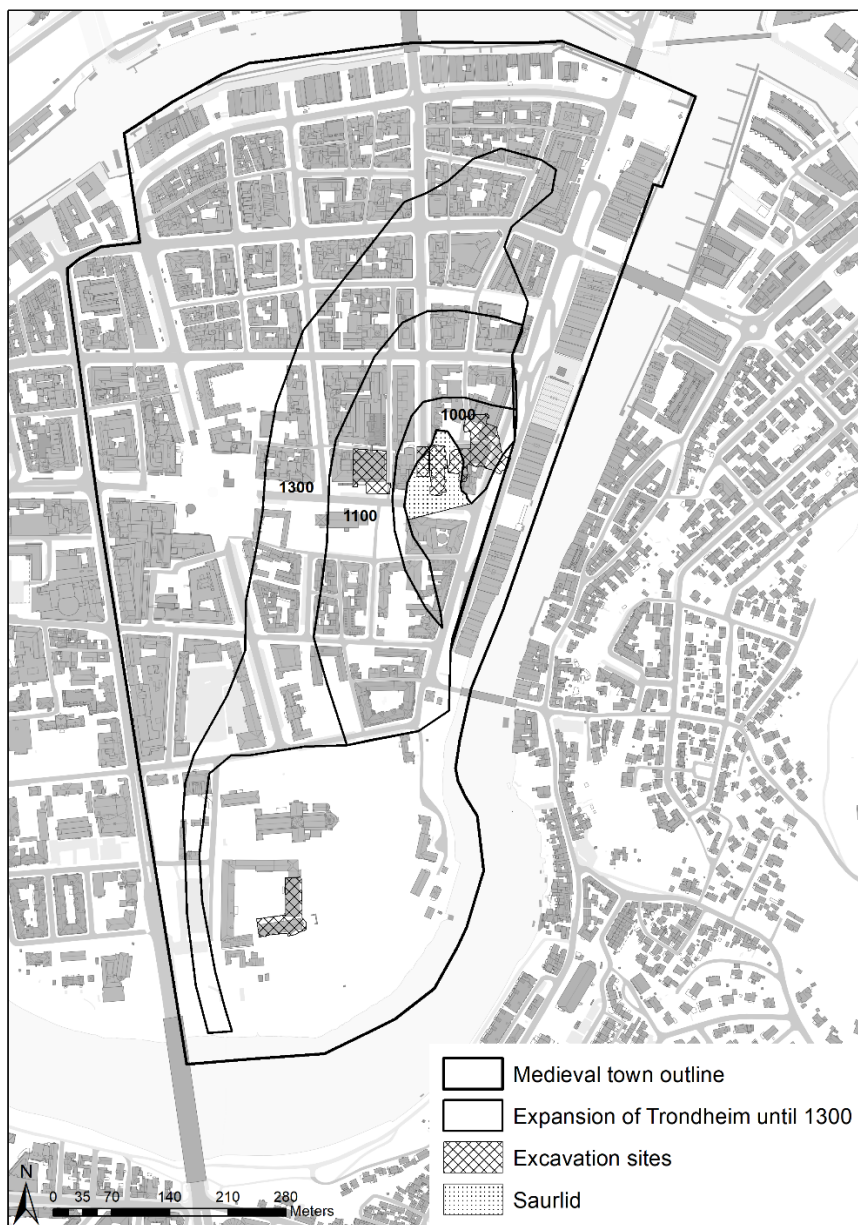 1000
1300
1100
Medieval town outline
Expansion of Trondheim until 1300
Excavation sites
Saurlid
N
0 35 70 140 210 280
Meters